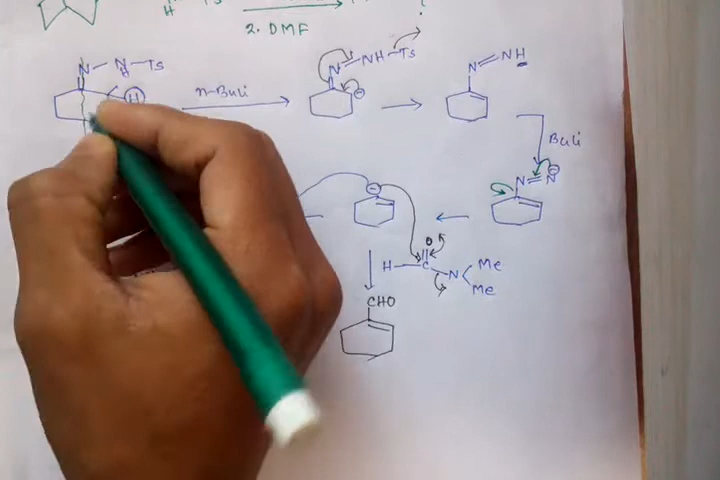 2. DMF
?
N–N–Ts
H
H
n-Buli
N=NH–Ts
⊖
N=NH
Buli
N=N
⊖
⊖
O
H–C–N
Me
Me
CHO